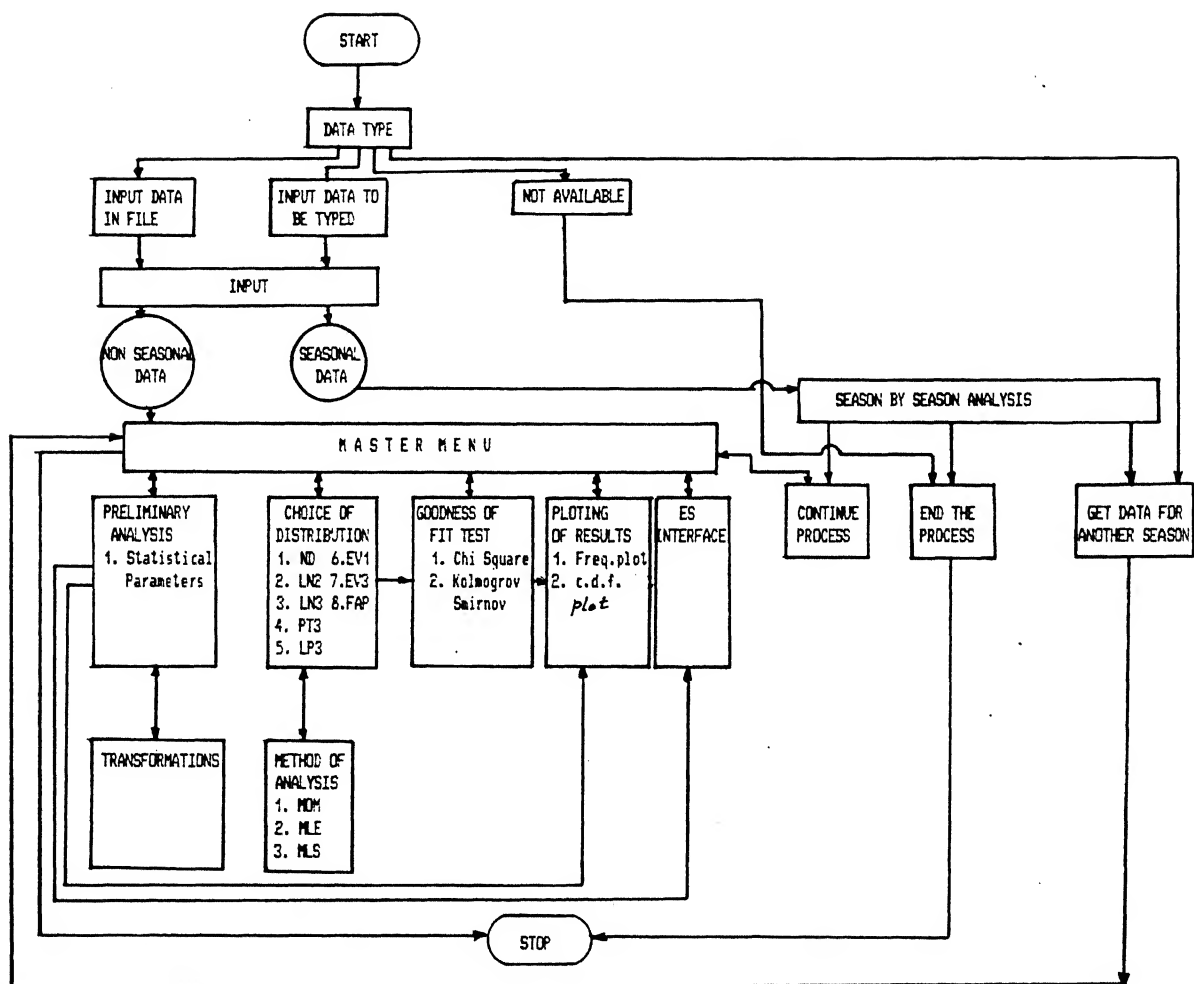 START
DATA TYPE
INPUT DATA
IN FILE
INPUT DATA TO
BE TYPED
NOT AVAILABLE
INPUT
NON SEASONAL
DATA
SEASONAL
DATA
SEASON BY SEASON ANALYSIS
MASTER MENU
PRELIMINARY
ANALYSIS
1. Statistical
Parameters
CHOICE OF
DISTRIBUTION
1. ND 6.EV1
2. LN2 7.EV3
3. LN3 8.FAP
4. PT3
5. LP3
GOODNESS OF
FIT TEST
1. Chi Square
2. Kolmogrov
Smirnov
PLOTING
OF RESULTS
1. Freq.plot
2. c.d.f.
plot
ES
INTERFACE
CONTINUE
PROCESS
END THE
PROCESS
GET DATA FOR
ANOTHER SEASON
TRANSFORMATIONS
METHOD OF
ANALYSIS
1. MOM
2. MLE
3. MLS
STOP